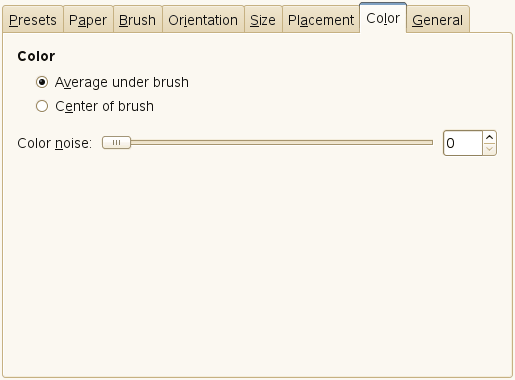 Presets Paper Brush Orientation Size Placement Color General
Color
Average under brush
Center of brush
Color noise: 0